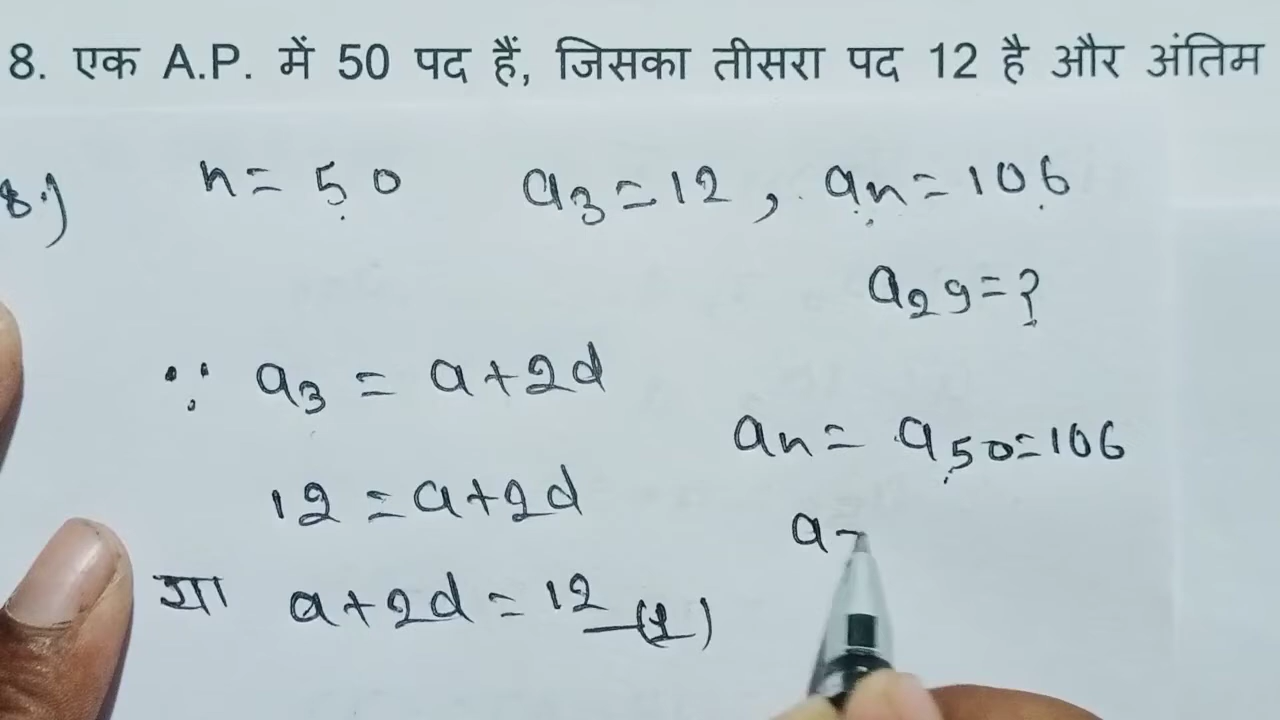 8. एक A.P. में 50 पद हैं, जिसका तीसरा पद 12 है और अंतिम
8.) n = 50 a₃ = 12, aₙ = 106
a₂₉ = ?
∵ a₃ = a + 2d
aₙ = a₅₀ = 106
12 = a + 2d
a -
या a + 2d = 12 —(1)